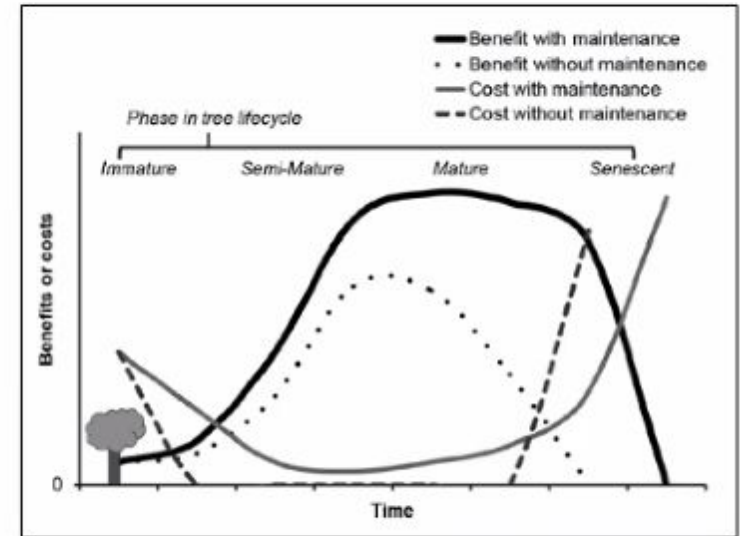 Benefit with maintenance
Benefit without maintenance
Cost with maintenance
Cost without maintenance
Phase in tree lifecycle
Immature Semi-Mature Mature Senescent
Benefits or costs
0
Time